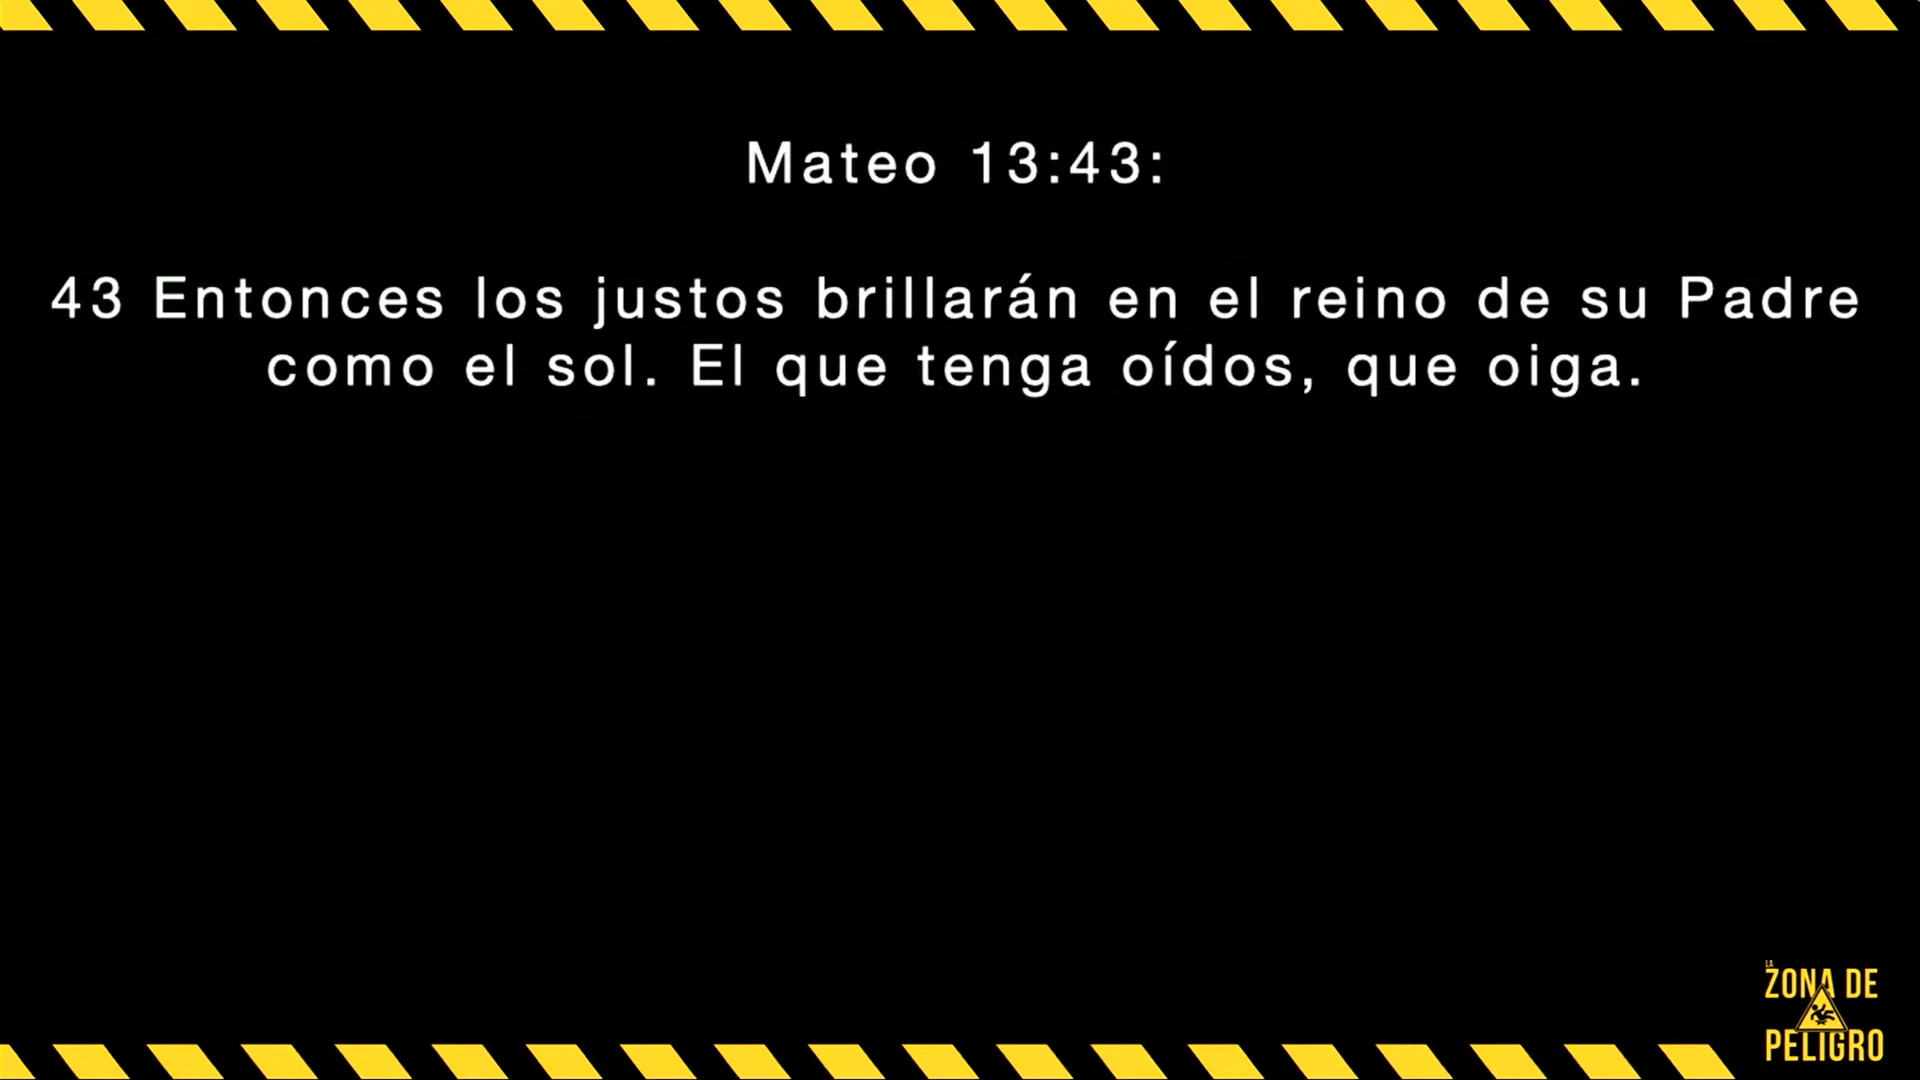 Mateo 13:43:
43 Entonces los justos brillarán en el reino de su Padre
como el sol. El que tenga oídos, que oiga.
LA
ZONA DE
PELIGRO